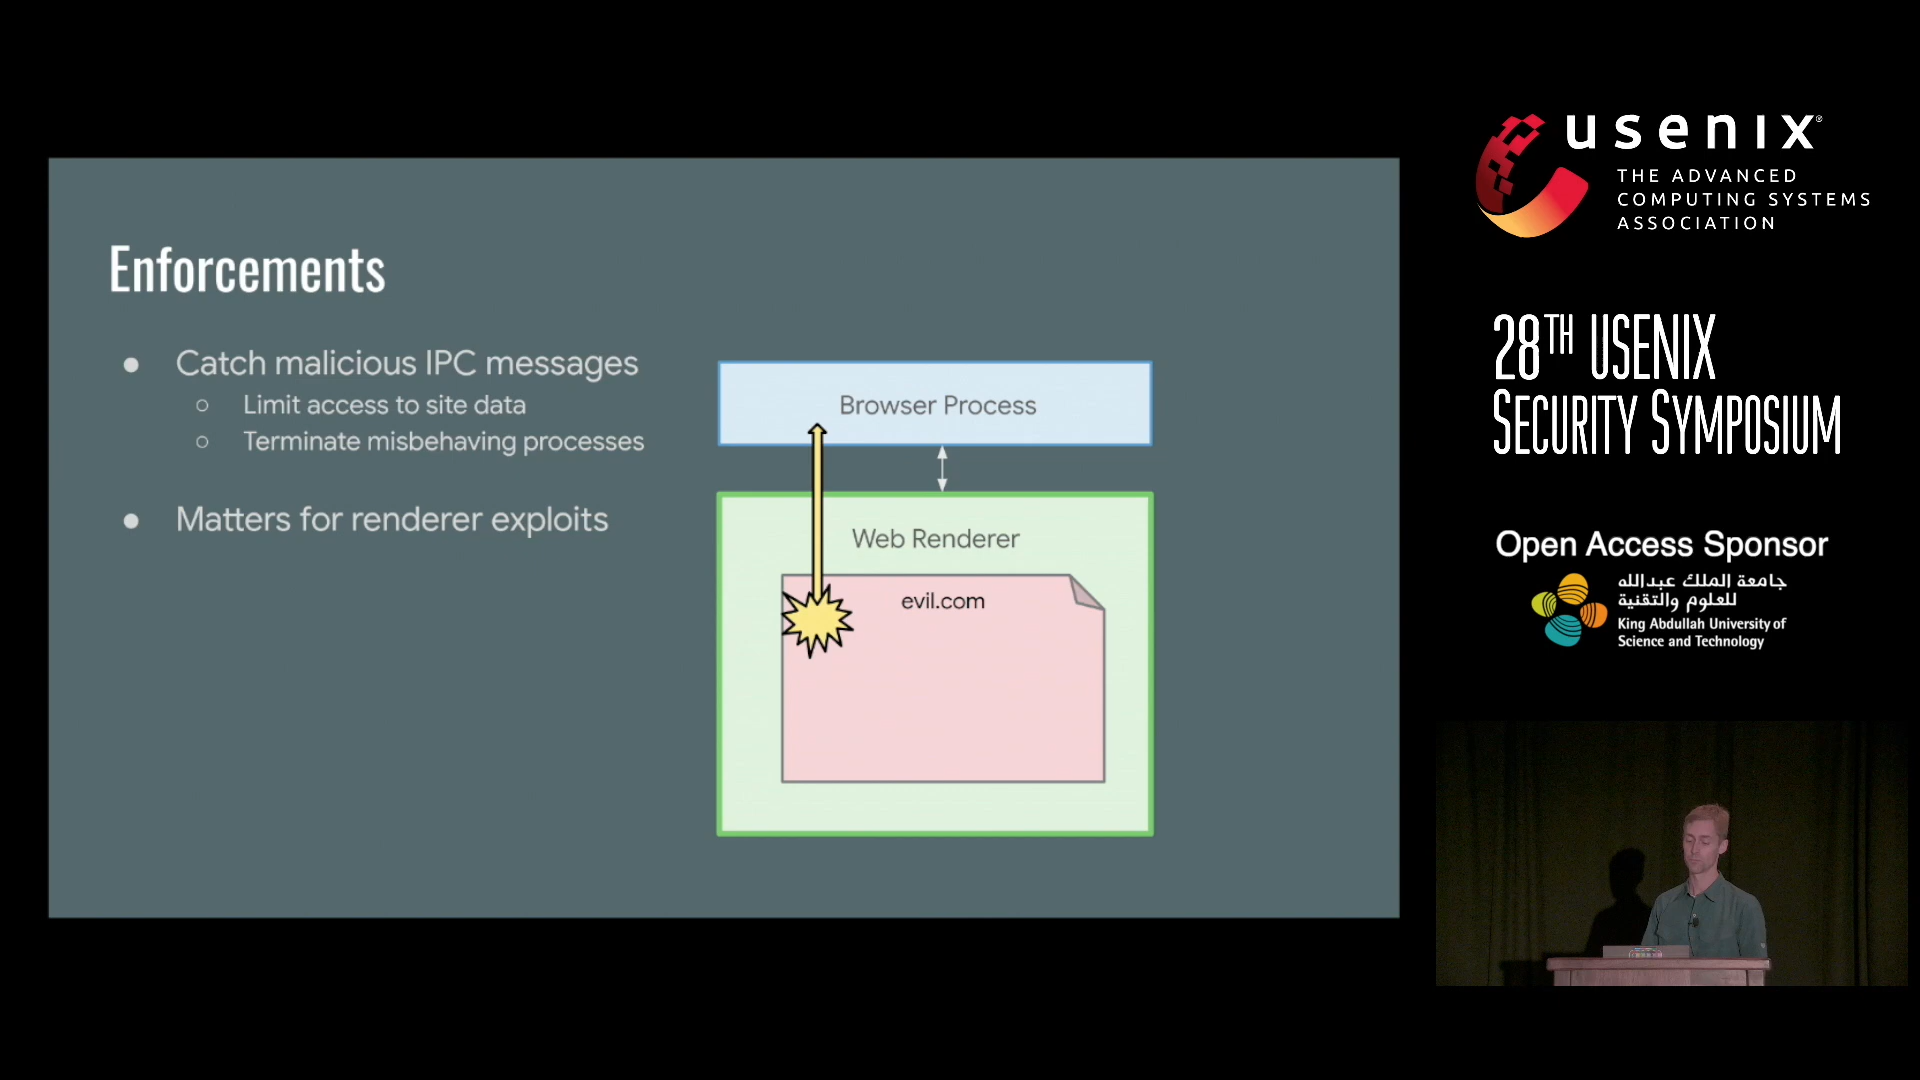 Enforcements
● Catch malicious IPC messages
○ Limit access to site data
○ Terminate misbehaving processes
● Matters for renderer exploits
Browser Process
Web Renderer
evil.com
usenix®
THE ADVANCED
COMPUTING SYSTEMS
ASSOCIATION
28TH USENIX
SECURITY SYMPOSIUM
Open Access Sponsor
جامعة الملك عبدالله
للعلوم والتقنية
King Abdullah University of
Science and Technology